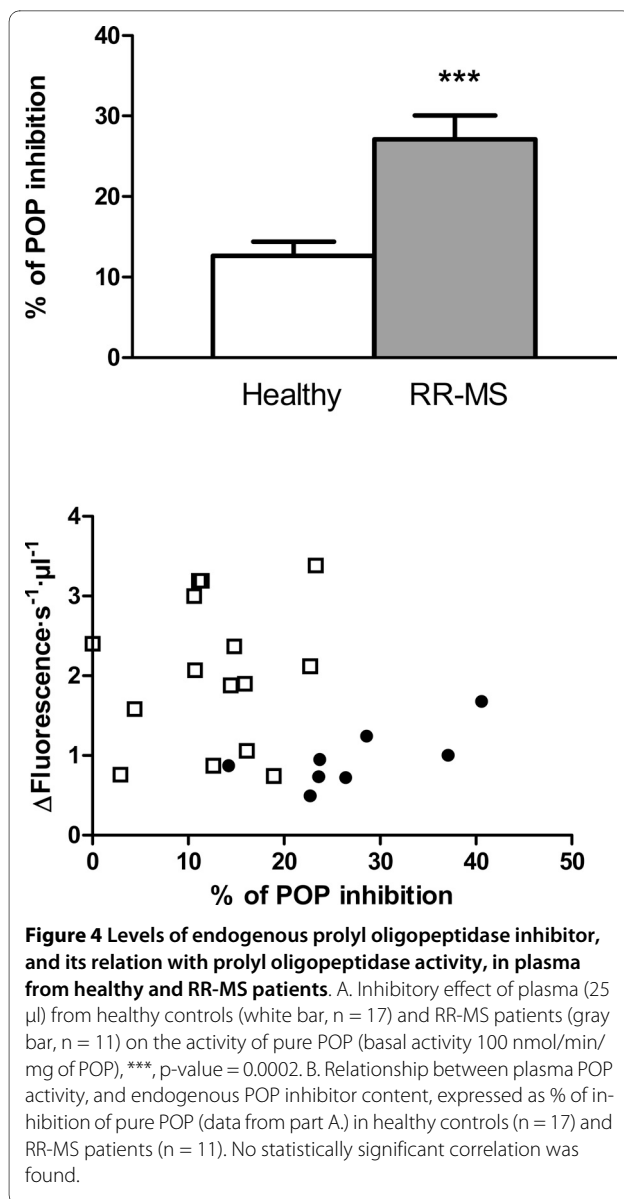 40
30
20
10
0
% of POP inhibition
***
Healthy RR-MS
4
3
2
1
0
ΔFluorescence·s⁻¹·µl⁻¹
0 10 20 30 40 50
% of POP inhibition
Figure 4 Levels of endogenous prolyl oligopeptidase inhibitor,
and its relation with prolyl oligopeptidase activity, in plasma
from healthy and RR-MS patients. A. Inhibitory effect of plasma (25
µl) from healthy controls (white bar, n = 17) and RR-MS patients (gray
bar, n = 11) on the activity of pure POP (basal activity 100 nmol/min/
mg of POP), ***, p-value = 0.0002. B. Relationship between plasma POP
activity, and endogenous POP inhibitor content, expressed as % of in-
hibition of pure POP (data from part A.) in healthy controls (n = 17) and
RR-MS patients (n = 11). No statistically significant correlation was
found.